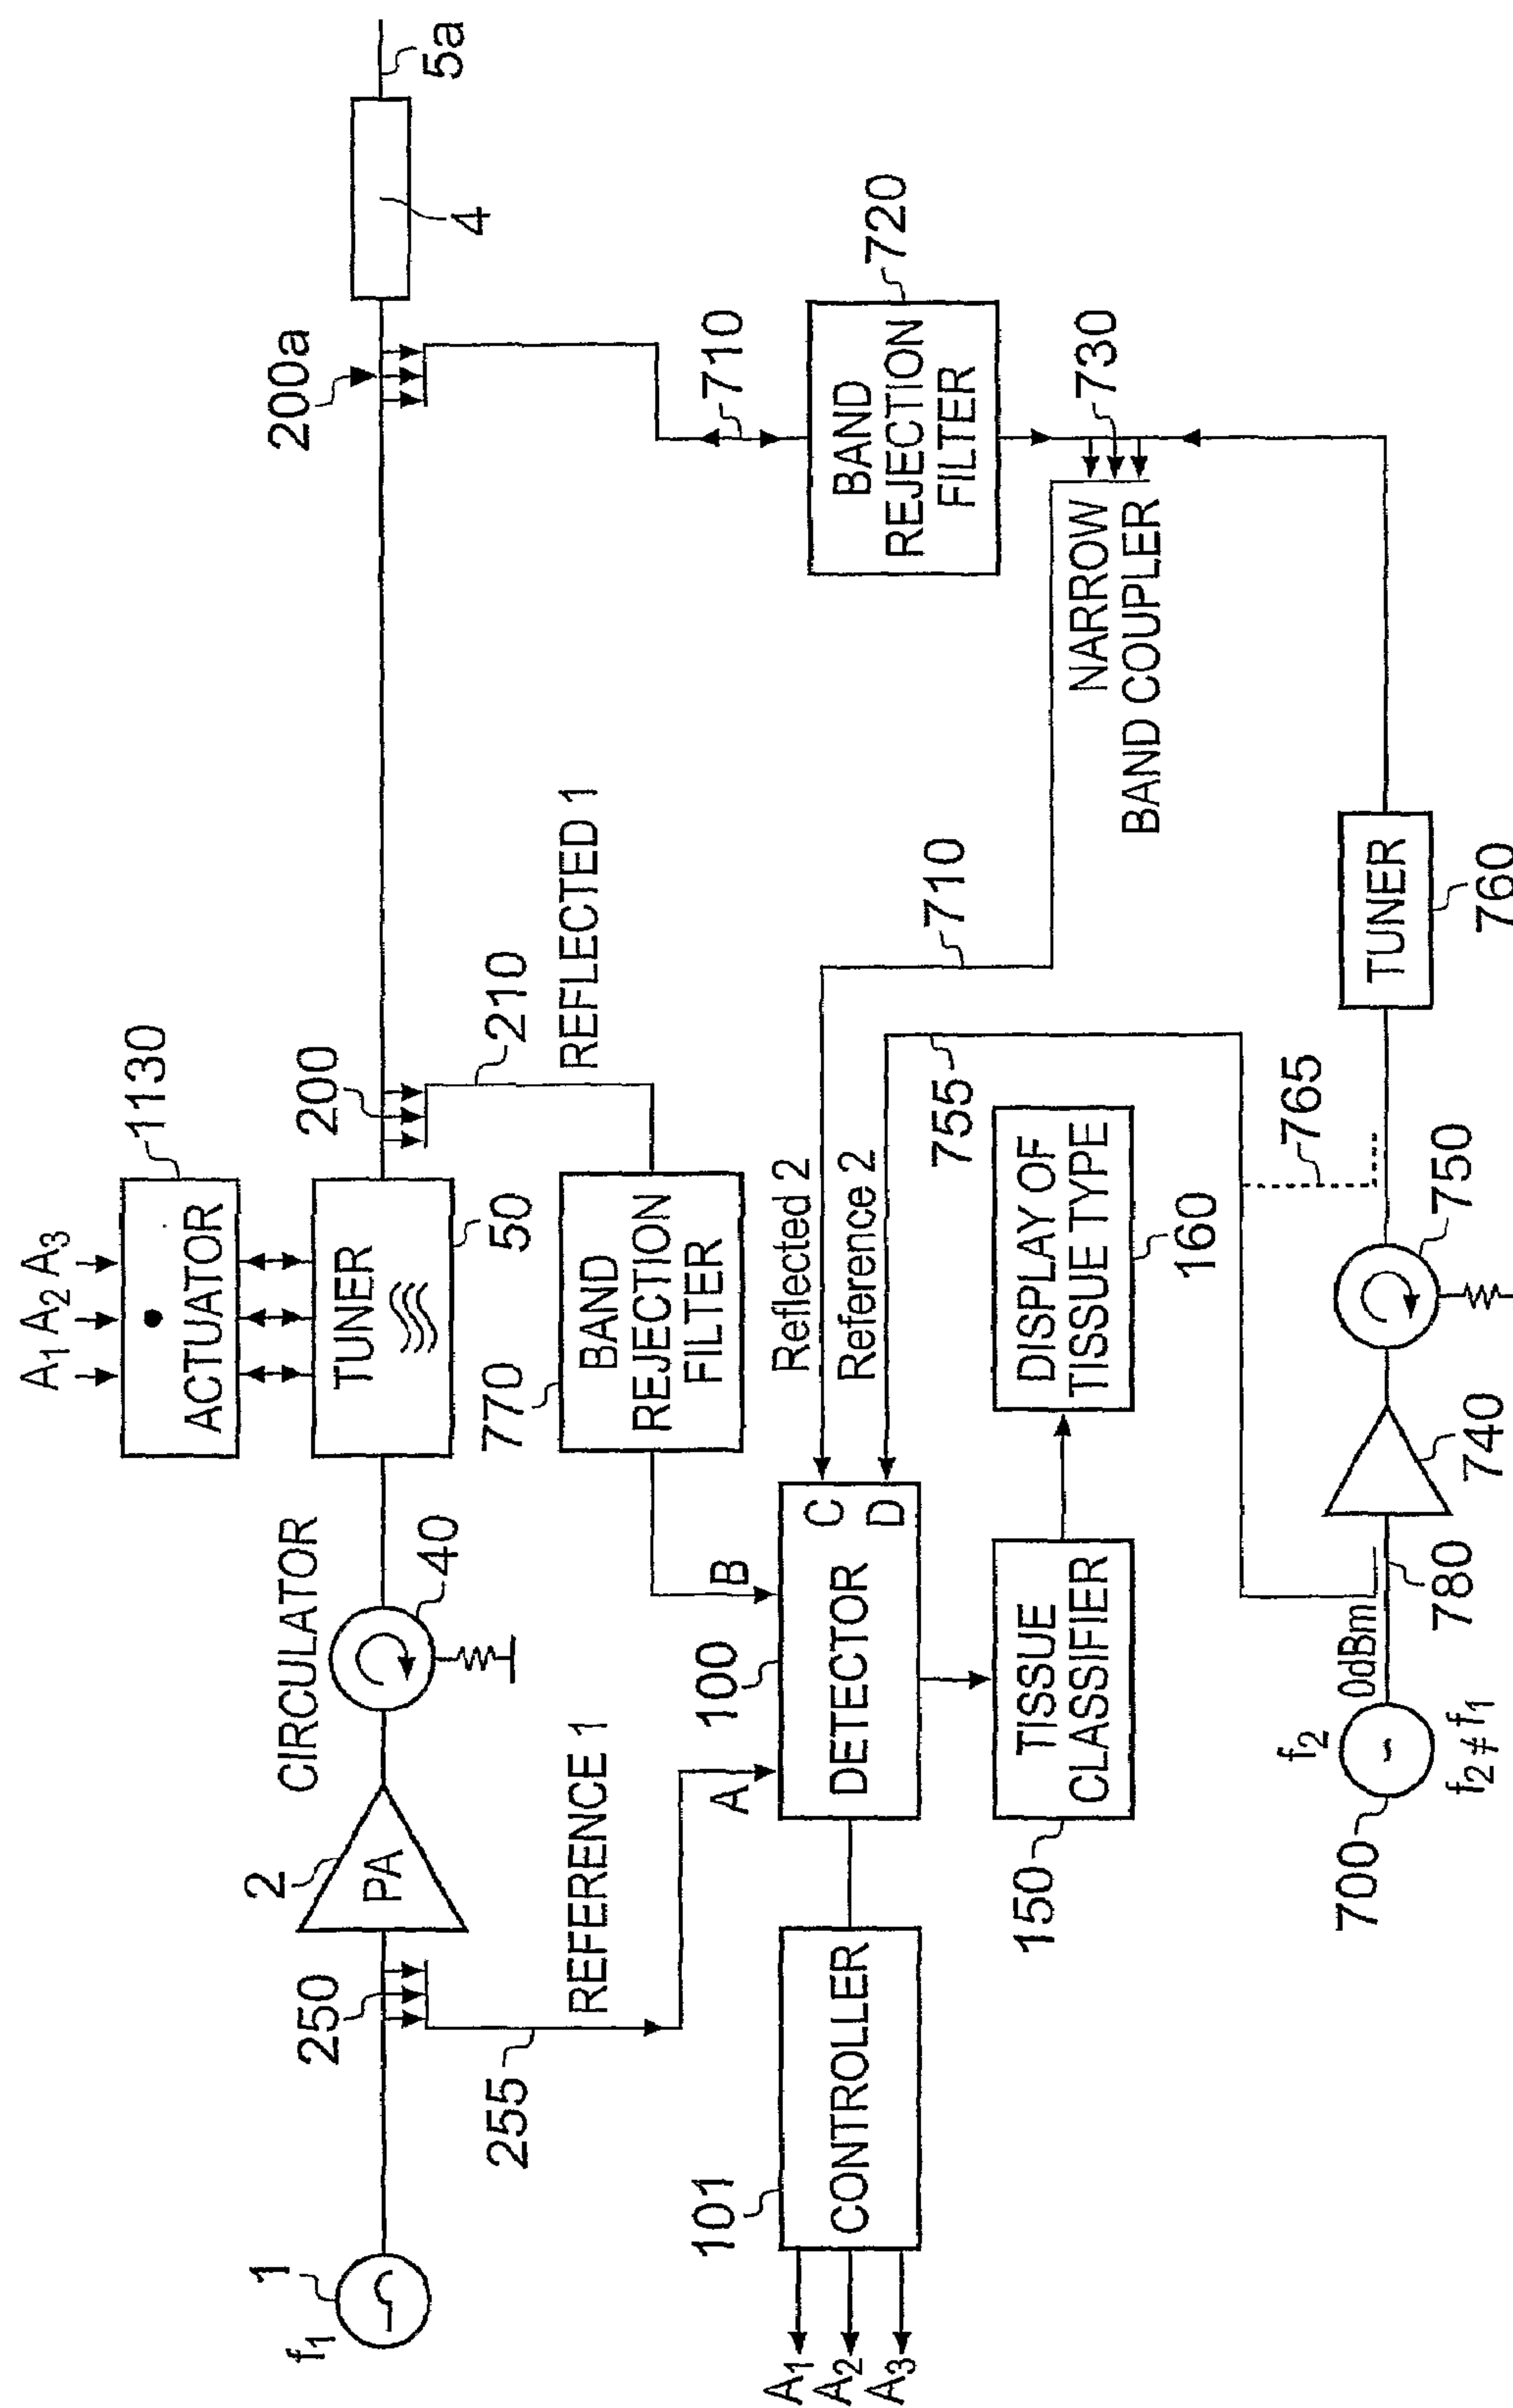 A1 A2 A3
1130
ACTUATOR
f1
1
250
2
PA
CIRCULATOR
40
TUNER
50
200
200a
4
5a
255
REFERENCE 1
770
BAND
REJECTION
FILTER
210
REFLECTED 1
710
BAND
REJECTION
FILTER
720
A1
A2
A3
101
CONTROLLER
100
DETECTOR
A
B
C
D
Reflected 2
Reference 2
755
710
NARROW
BAND COUPLER
730
150
TISSUE
CLASSIFIER
DISPLAY OF
TISSUE TYPE
160
700
f2
f2 ≠ f1
~
0dBm
780
740
750
765
TUNER
760